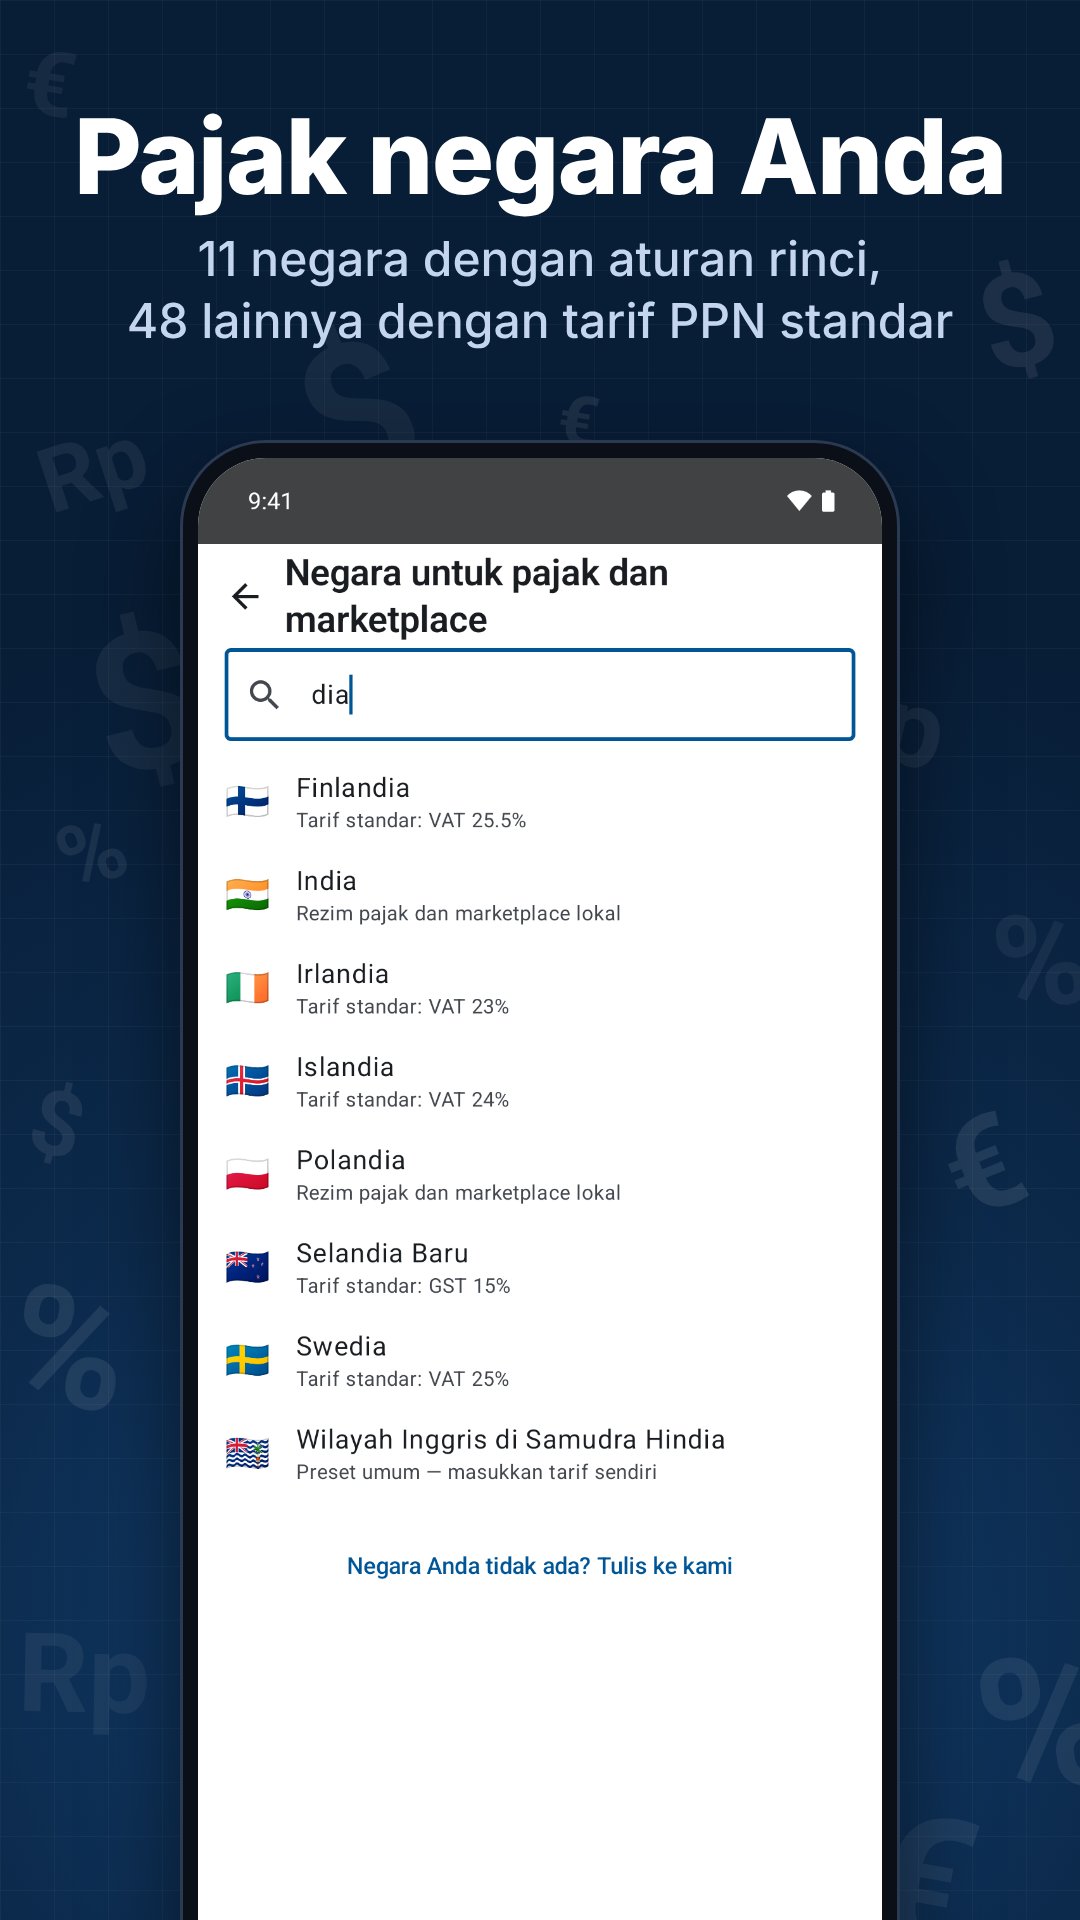 Pajak negara Anda
11 negara dengan aturan rinci,
48 lainnya dengan tarif PPN standar
9:41
Negara untuk pajak dan
marketplace
dia
Finlandia
Tarif standar: VAT 25.5%
India
Rezim pajak dan marketplace lokal
Irlandia
Tarif standar: VAT 23%
Islandia
Tarif standar: VAT 24%
Polandia
Rezim pajak dan marketplace lokal
Selandia Baru
Tarif standar: GST 15%
Swedia
Tarif standar: VAT 25%
Wilayah Inggris di Samudra Hindia
Preset umum — masukkan tarif sendiri
Negara Anda tidak ada? Tulis ke kami